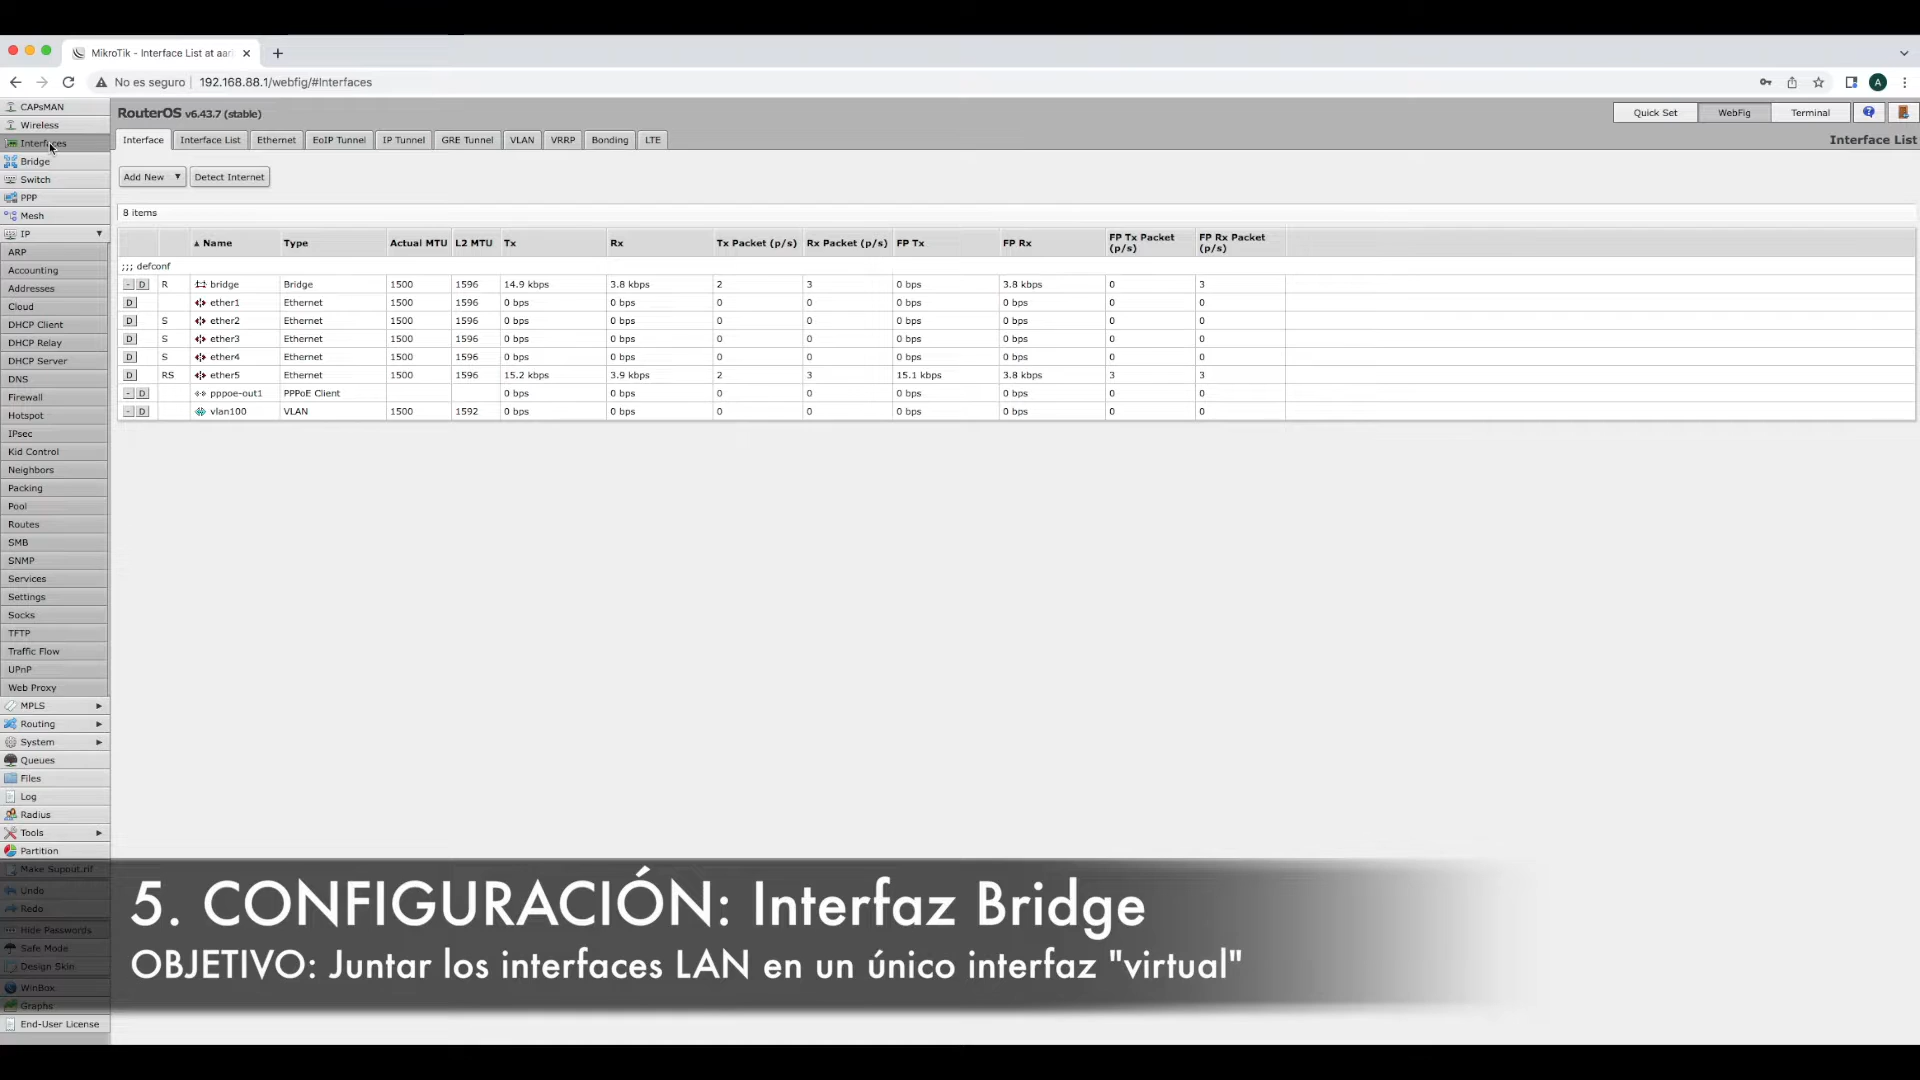 MikroTik - Interface List at aar
No es seguro | 192.168.88.1/webfig/#Interfaces
A
CAPsMAN
Wireless
Interfaces
Bridge
Switch
PPP
Mesh
IP
ARP
Accounting
Addresses
Cloud
DHCP Client
DHCP Relay
DHCP Server
DNS
Firewall
Hotspot
IPsec
Kid Control
Neighbors
Packing
Pool
Routes
SMB
SNMP
Services
Settings
Socks
TFTP
Traffic Flow
UPnP
Web Proxy
MPLS
Routing
System
Queues
Files
Log
Radius
Tools
Partition
Make Supout.rif
Undo
Redo
Hide Passwords
Safe Mode
Design Skin
WinBox
Graphs
End-User License
RouterOS v6.43.7 (stable)
Quick Set WebFig Terminal
Interface Interface List Ethernet EoIP Tunnel IP Tunnel GRE Tunnel VLAN VRRP Bonding LTE
Interface List
Add New Detect Internet
8 items
Name Type Actual MTU L2 MTU Tx Rx Tx Packet (p/s) Rx Packet (p/s) FP Tx FP Rx FP Tx Packet (p/s) FP Rx Packet (p/s)
;;; defconf
- D R bridge Bridge 1500 1596 14.9 kbps 3.8 kbps 2 3 0 bps 3.8 kbps 0 3
D ether1 Ethernet 1500 1596 0 bps 0 bps 0 0 0 bps 0 bps 0 0
D S ether2 Ethernet 1500 1596 0 bps 0 bps 0 0 0 bps 0 bps 0 0
D S ether3 Ethernet 1500 1596 0 bps 0 bps 0 0 0 bps 0 bps 0 0
D S ether4 Ethernet 1500 1596 0 bps 0 bps 0 0 0 bps 0 bps 0 0
D RS ether5 Ethernet 1500 1596 15.2 kbps 3.9 kbps 2 3 15.1 kbps 3.8 kbps 3 3
- D pppoe-out1 PPPoE Client 0 bps 0 bps 0 0 0 bps 0 bps 0 0
- D vlan100 VLAN 1500 1592 0 bps 0 bps 0 0 0 bps 0 bps 0 0
5. CONFIGURACIÓN: Interfaz Bridge
OBJETIVO: Juntar los interfaces LAN en un único interfaz "virtual"